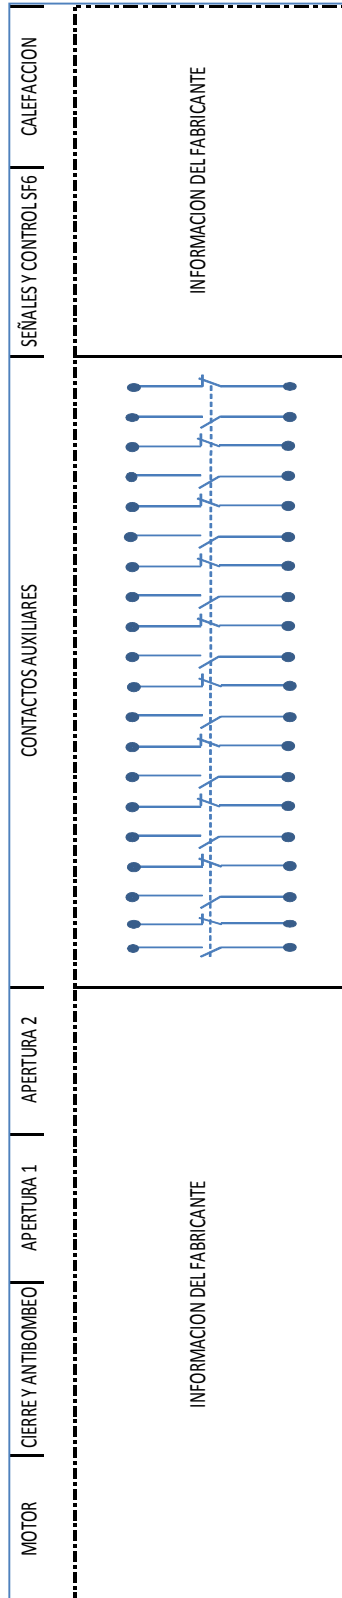 MOTOR
CIERRE Y ANTIBOMBEO
APERTURA 1
APERTURA 2
CONTACTOS AUXILIARES
SEÑALES Y CONTROL SF6
CALEFACCION
INFORMACION DEL FABRICANTE
INFORMACION DEL FABRICANTE